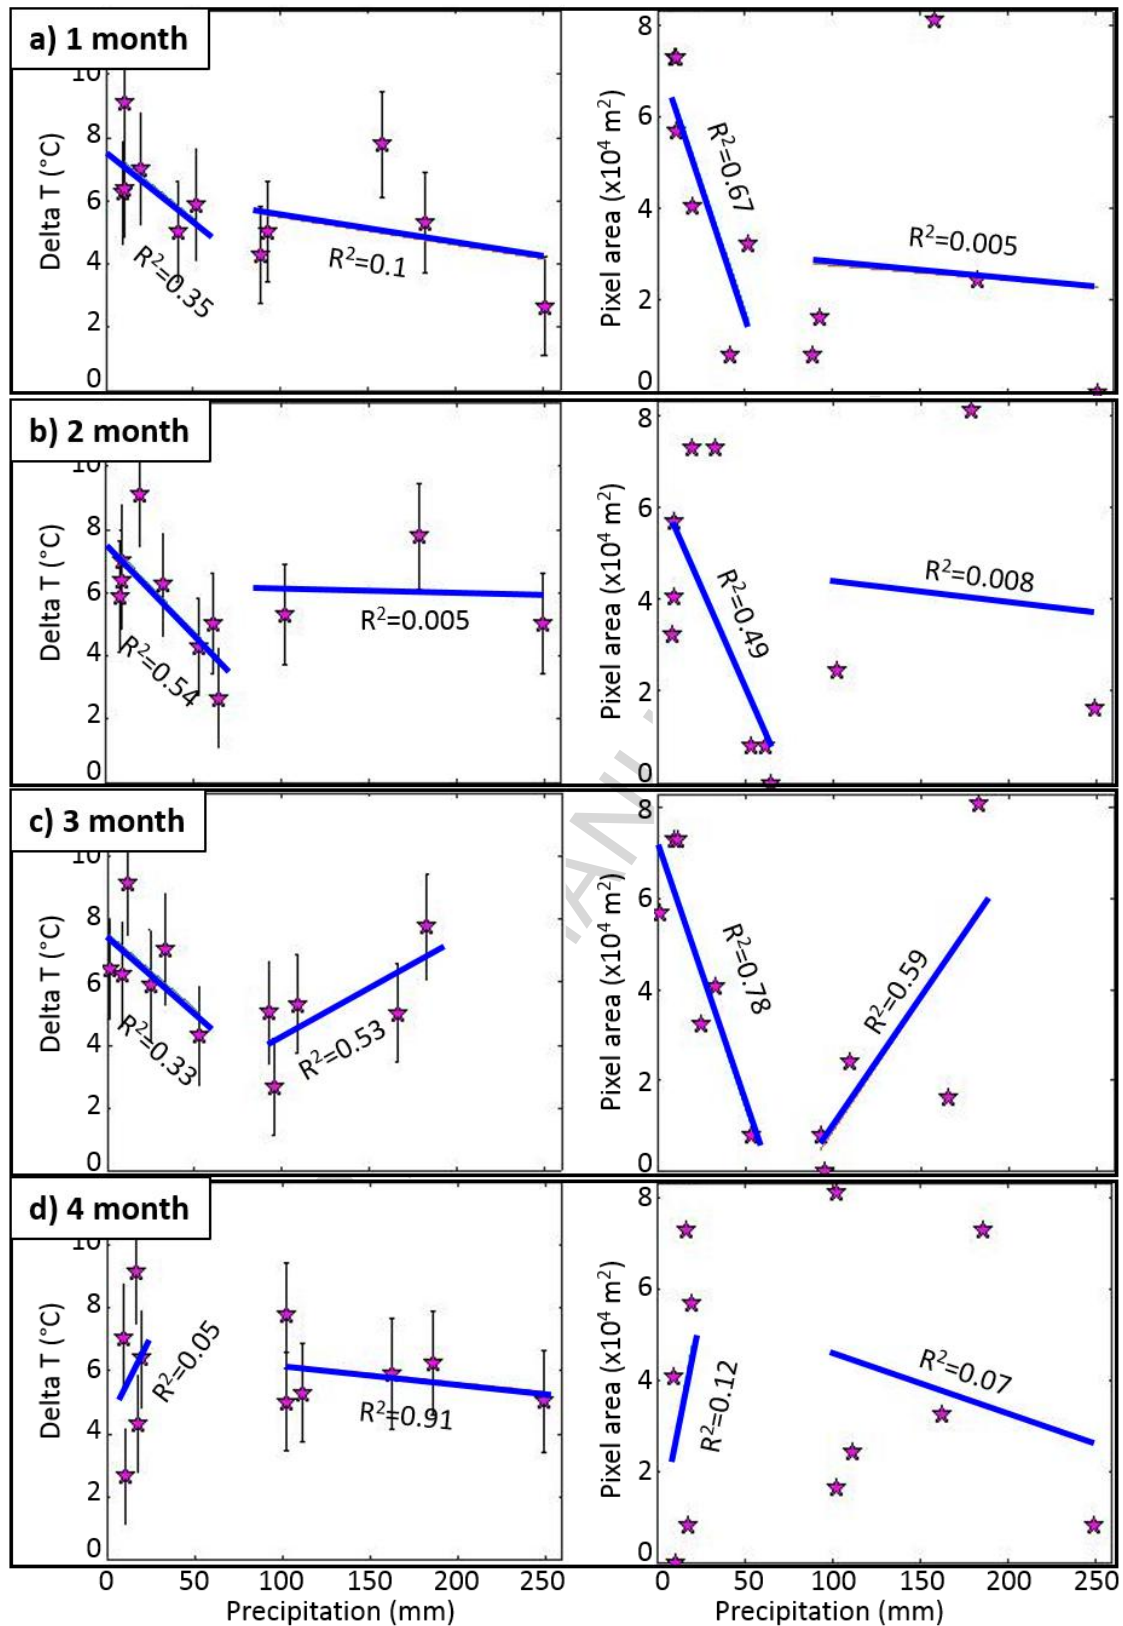 a) 1 month
Delta T (°C)
10
8
6
4
2
0
R²=0.35
R²=0.1
Pixel area (x10⁴ m²)
8
6
4
2
0
R²=0.67
R²=0.005
b) 2 month
Delta T (°C)
10
8
6
4
2
0
R²=0.54
R²=0.005
Pixel area (x10⁴ m²)
8
6
4
2
0
R²=0.49
R²=0.008
c) 3 month
Delta T (°C)
10
8
6
4
2
0
R²=0.33
R²=0.53
Pixel area (x10⁴ m²)
8
6
4
2
0
R²=0.78
R²=0.59
d) 4 month
Delta T (°C)
10
8
6
4
2
0
R²=0.05
R²=0.91
Pixel area (x10⁴ m²)
8
6
4
2
0
R²=0.12
R²=0.07
0 50 100 150 200 250
Precipitation (mm)
0 50 100 150 200 250
Precipitation (mm)